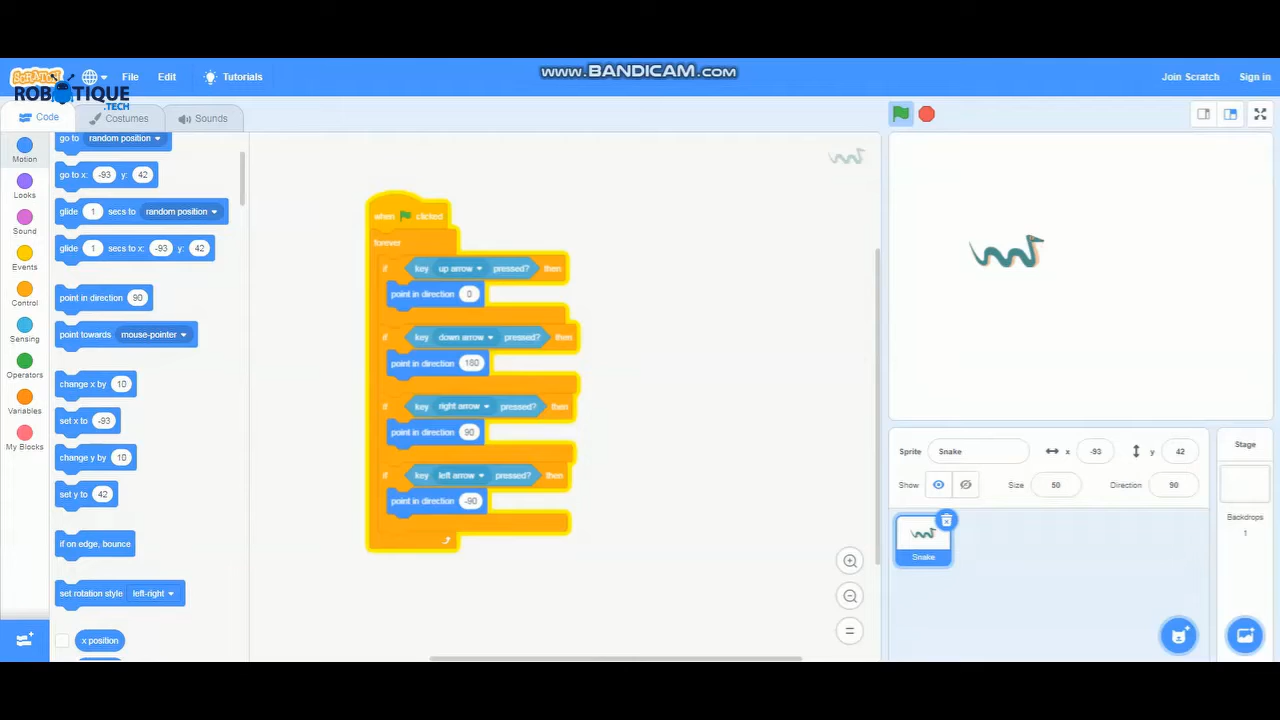 www.BANDICAM.com
SCRATCH File Edit Tutorials Join Scratch Sign in
ROBOTIQUE
.TECH
Code Costumes Sounds
Motion
Looks
Sound
Events
Control
Sensing
Operators
Variables
My Blocks
go to random position
go to x: -93 y: 42
glide 1 secs to random position
glide 1 secs to x: -93 y: 42
point in direction 90
point towards mouse-pointer
change x by 10
set x to -93
change y by 10
set y to 42
if on edge, bounce
set rotation style left-right
x position
when clicked
forever
if key up arrow pressed? then
point in direction 0
if key down arrow pressed? then
point in direction 180
if key right arrow pressed? then
point in direction 90
if key left arrow pressed? then
point in direction -90
Sprite Snake x -93 y 42
Show Size 50 Direction 90
Snake
Stage
Backdrops
1